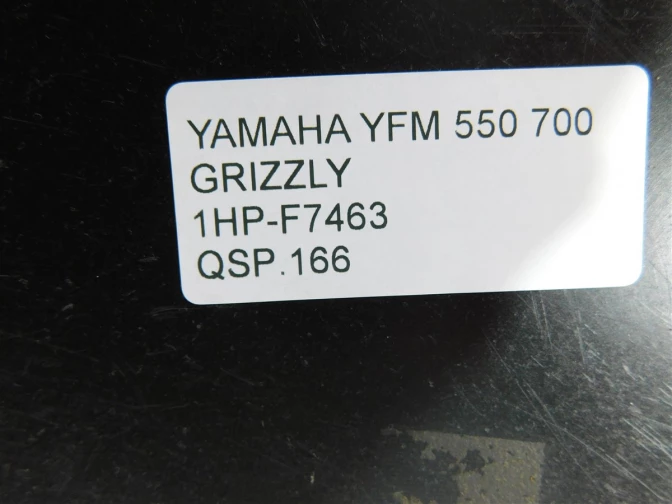 YAMAHA YFM 550 700
GRIZZLY
1HP-F7463
QSP.166